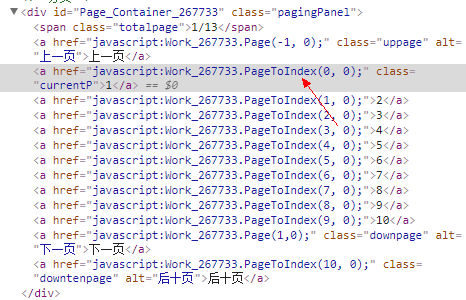 <div id="Page_Container_267733" class="pagingPanel">
<span class="totalpage">1/13</span>
<a href="javascript:Work_267733.Page(-1, 0);" class="uppage" alt=
"上一页">上一页</a>
<a href="javascript:Work_267733.PageToIndex(0, 0);" class=
"currentP">1</a> == $0
<a href="javascript:Work_267733.PageToIndex(1, 0);">2</a>
<a href="javascript:Work_267733.PageToIndex(2, 0);">3</a>
<a href="javascript:Work_267733.PageToIndex(3, 0);">4</a>
<a href="javascript:Work_267733.PageToIndex(4, 0);">5</a>
<a href="javascript:Work_267733.PageToIndex(5, 0);">6</a>
<a href="javascript:Work_267733.PageToIndex(6, 0);">7</a>
<a href="javascript:Work_267733.PageToIndex(7, 0);">8</a>
<a href="javascript:Work_267733.PageToIndex(8, 0);">9</a>
<a href="javascript:Work_267733.PageToIndex(9, 0);">10</a>
<a href="javascript:Work_267733.Page(1,0);" class="downpage" alt=
"下一页">下一页</a>
<a href="javascript:Work_267733.PageToIndex(10, 0);" class=
"downtenpage" alt="后十页">后十页</a>
</div>